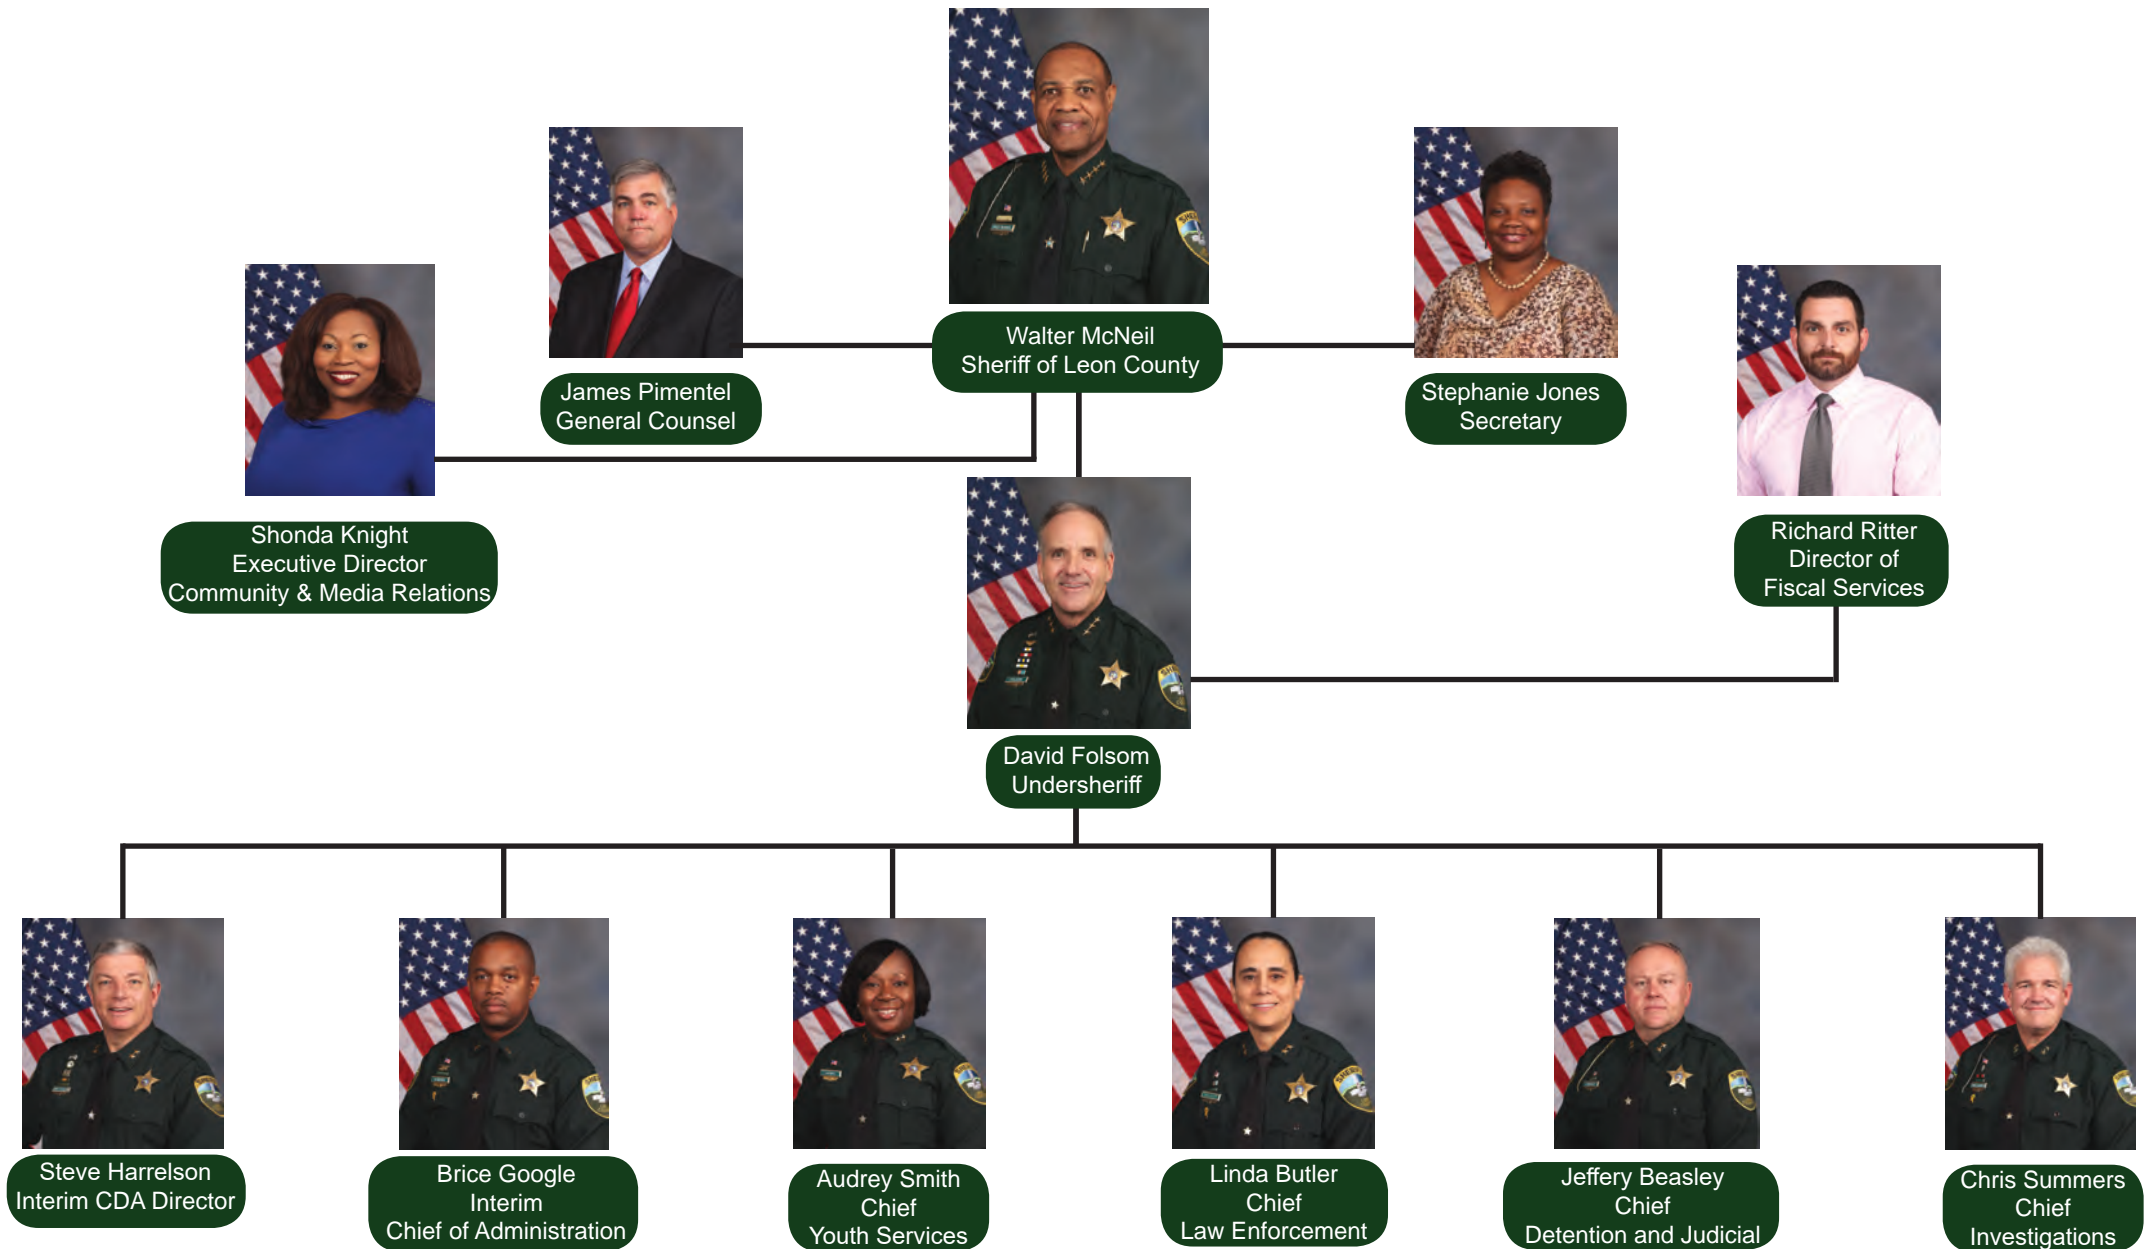 Walter McNeil
Sheriff of Leon County
James Pimentel
General Counsel
Stephanie Jones
Secretary
Shonda Knight
Executive Director
Community & Media Relations
Richard Ritter
Director of
Fiscal Services
David Folsom
Undersheriff
Steve Harrelson
Interim CDA Director
Brice Google
Interim
Chief of Administration
Audrey Smith
Chief
Youth Services
Linda Butler
Chief
Law Enforcement
Jeffery Beasley
Chief
Detention and Judicial
Chris Summers
Chief
Investigations